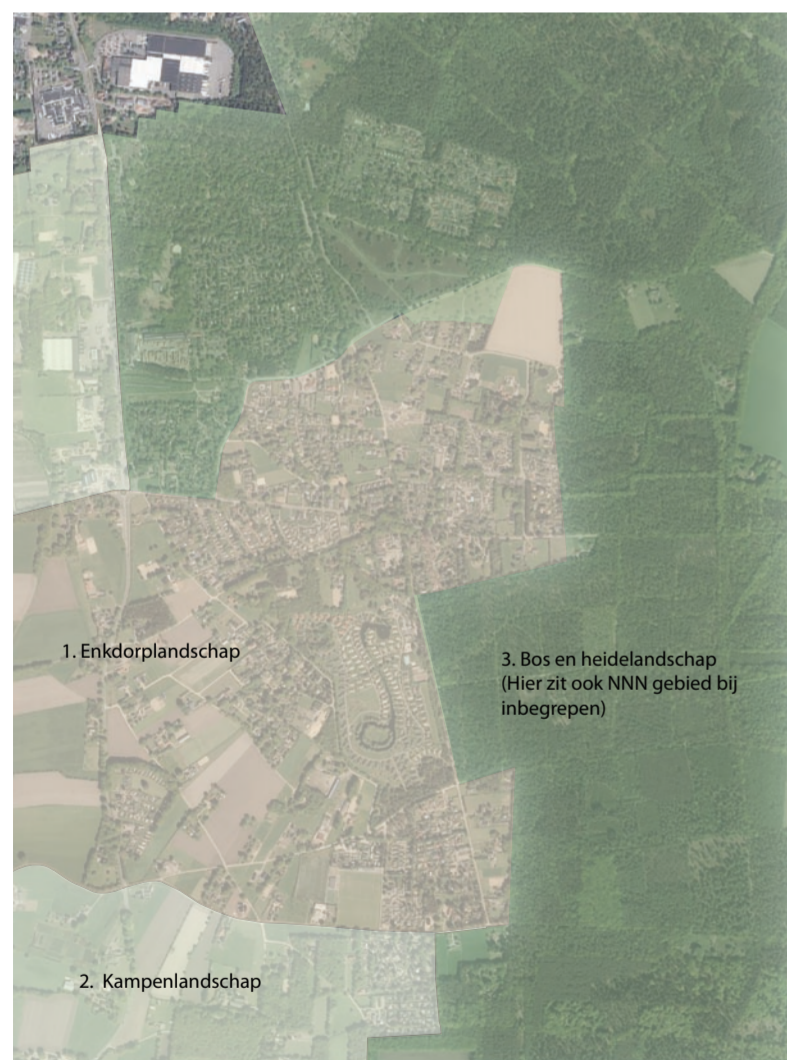 1. Enkdorplandschap
3. Bos en heidelandschap
(Hier zit ook NNN gebied bij
inbegrepen)
2. Kampenlandschap